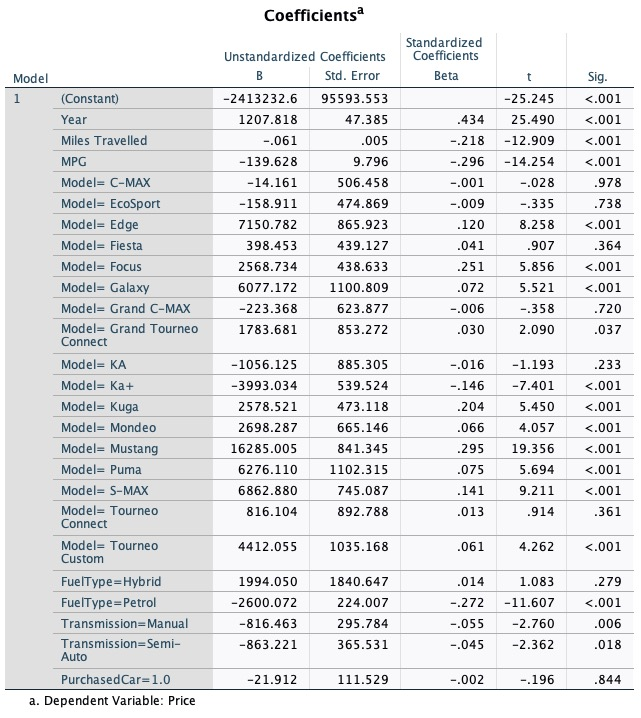 Coefficientsa
Unstandardized Coefficients Standardized Coefficients
Model B Std. Error Beta t Sig.
1 (Constant) -2413232.6 95593.553 -25.245 <.001
Year 1207.818 47.385 .434 25.490 <.001
Miles Travelled -.061 .005 -.218 -12.909 <.001
MPG -139.628 9.796 -.296 -14.254 <.001
Model= C-MAX -14.161 506.458 -.001 -.028 .978
Model= EcoSport -158.911 474.869 -.009 -.335 .738
Model= Edge 7150.782 865.923 .120 8.258 <.001
Model= Fiesta 398.453 439.127 .041 .907 .364
Model= Focus 2568.734 438.633 .251 5.856 <.001
Model= Galaxy 6077.172 1100.809 .072 5.521 <.001
Model= Grand C-MAX -223.368 623.877 -.006 -.358 .720
Model= Grand Tourneo Connect 1783.681 853.272 .030 2.090 .037
Model= KA -1056.125 885.305 -.016 -1.193 .233
Model= Ka+ -3993.034 539.524 -.146 -7.401 <.001
Model= Kuga 2578.521 473.118 .204 5.450 <.001
Model= Mondeo 2698.287 665.146 .066 4.057 <.001
Model= Mustang 16285.005 841.345 .295 19.356 <.001
Model= Puma 6276.110 1102.315 .075 5.694 <.001
Model= S-MAX 6862.880 745.087 .141 9.211 <.001
Model= Tourneo Connect 816.104 892.788 .013 .914 .361
Model= Tourneo Custom 4412.055 1035.168 .061 4.262 <.001
FuelType=Hybrid 1994.050 1840.647 .014 1.083 .279
FuelType=Petrol -2600.072 224.007 -.272 -11.607 <.001
Transmission=Manual -816.463 295.784 -.055 -2.760 .006
Transmission=Semi-Auto -863.221 365.531 -.045 -2.362 .018
PurchasedCar=1.0 -21.912 111.529 -.002 -.196 .844
a. Dependent Variable: Price